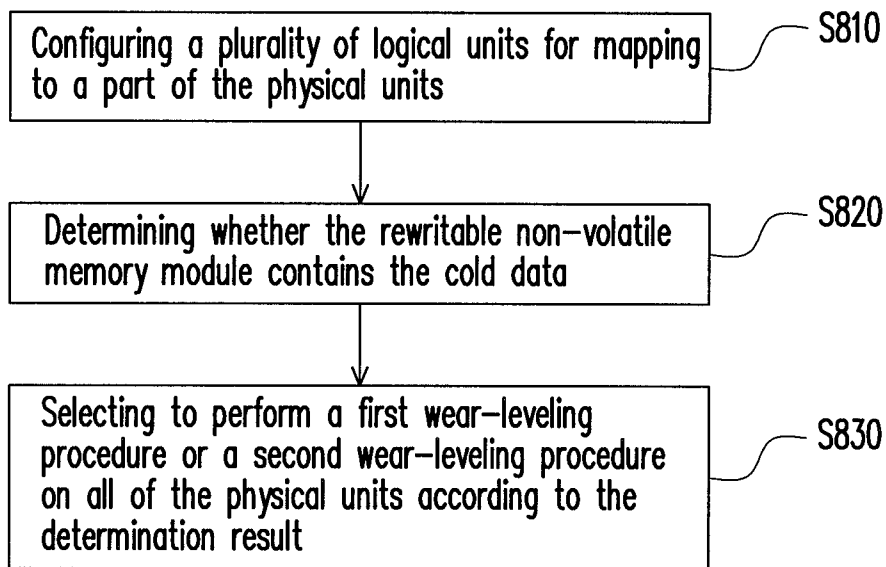 Configuring a plurality of logical units for mapping
to a part of the physical units
S810
Determining whether the rewritable non-volatile
memory module contains the cold data
S820
Selecting to perform a first wear-leveling
procedure or a second wear-leveling procedure
on all of the physical units according to the
determination result
S830